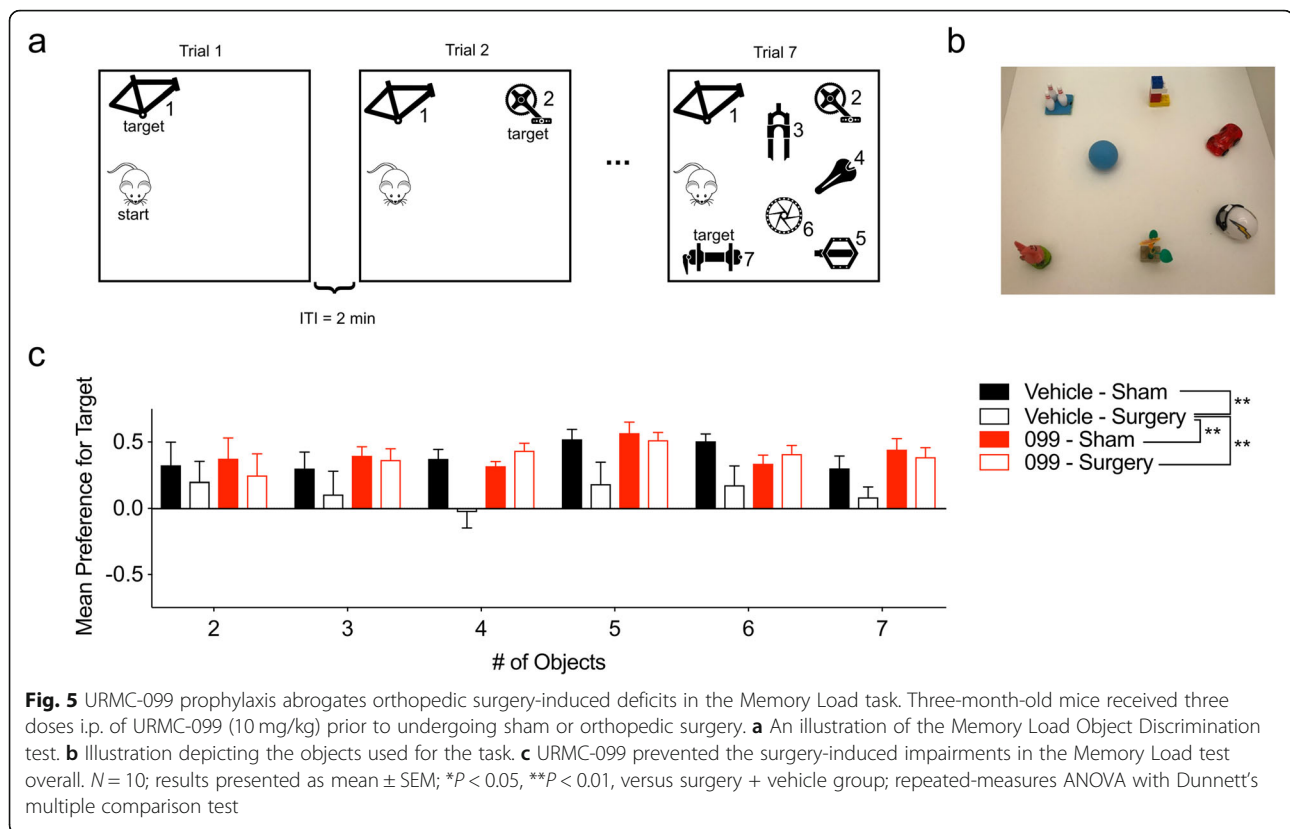 a
Trial 1
Trial 2
Trial 7
b
1
target
start
1
2
target
...
1
2
3
4
5
6
target
7
ITI = 2 min
c
Mean Preference for Target
0.5
0.0
-0.5
2 3 4 5 6 7
# of Objects
Vehicle - Sham
Vehicle - Surgery
099 - Sham
099 - Surgery
**
**
**
Fig. 5 URMC-099 prophylaxis abrogates orthopedic surgery-induced deficits in the Memory Load task. Three-month-old mice received three
doses i.p. of URMC-099 (10 mg/kg) prior to undergoing sham or orthopedic surgery. a An illustration of the Memory Load Object Discrimination
test. b Illustration depicting the objects used for the task. c URMC-099 prevented the surgery-induced impairments in the Memory Load test
overall. N = 10; results presented as mean ± SEM; *P < 0.05, **P < 0.01, versus surgery + vehicle group; repeated-measures ANOVA with Dunnett's
multiple comparison test